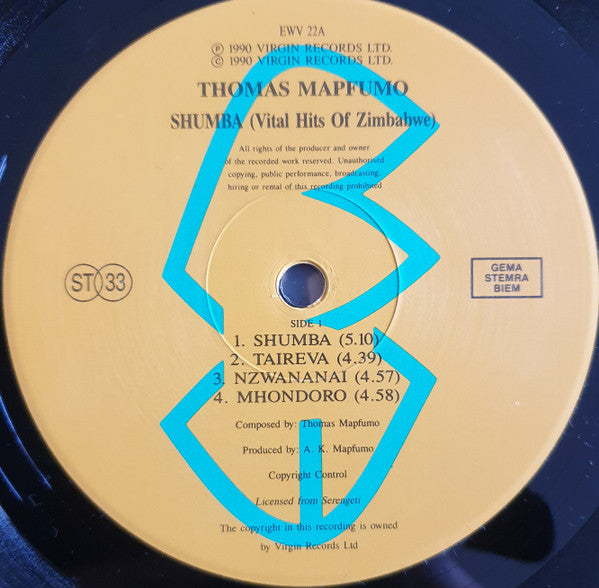 EWV 22A
Ⓟ 1990 VIRGIN RECORDS LTD.
© 1990 VIRGIN RECORDS LTD.
THOMAS MAPFUMO
SHUMBA (Vital Hits Of Zimbabwe)
All rights of the producer and owner
of the recorded work reserved. Unauthorised
copying, public performance, broadcasting,
hiring or rental of this recording prohibited
ST 33
GEMA
STEMRA
BIEM
SIDE 1
1. SHUMBA (5.10)
2. TAIREVA (4.39)
3. NZWANANAI (4.57)
4. MHONDORO (4.58)
Composed by: Thomas Mapfumo
Produced by: A. K. Mapfumo
Copyright Control
Licensed from Serengeti
The copyright in this recording is owned
by Virgin Records Ltd